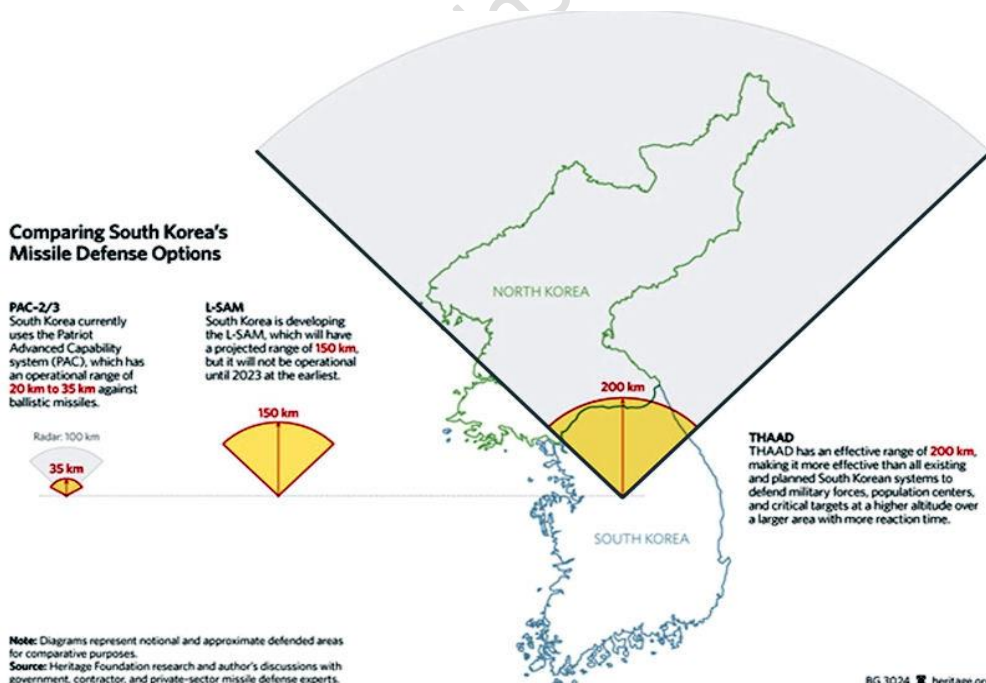 Comparing South Korea's
Missile Defense Options
PAC-2/3
South Korea currently
uses the Patriot
Advanced Capability
system (PAC), which has
an operational range of
20 km to 35 km against
ballistic missiles.
Radar: 100 km
35 km
L-SAM
South Korea is developing
the L-SAM, which will have
a projected range of 150 km,
but it will not be operational
until 2023 at the earliest.
150 km
NORTH KOREA
200 km
SOUTH KOREA
THAAD
THAAD has an effective range of 200 km,
making it more effective than all existing
and planned South Korean systems to
defend military forces, population centers,
and critical targets at a higher altitude over
a larger area with more reaction time.
Note: Diagrams represent notional and approximate defended areas
for comparative purposes.
Source: Heritage Foundation research and author's discussions with
government, contractor, and private-sector missile defense experts.
BG 3024 heritage.org